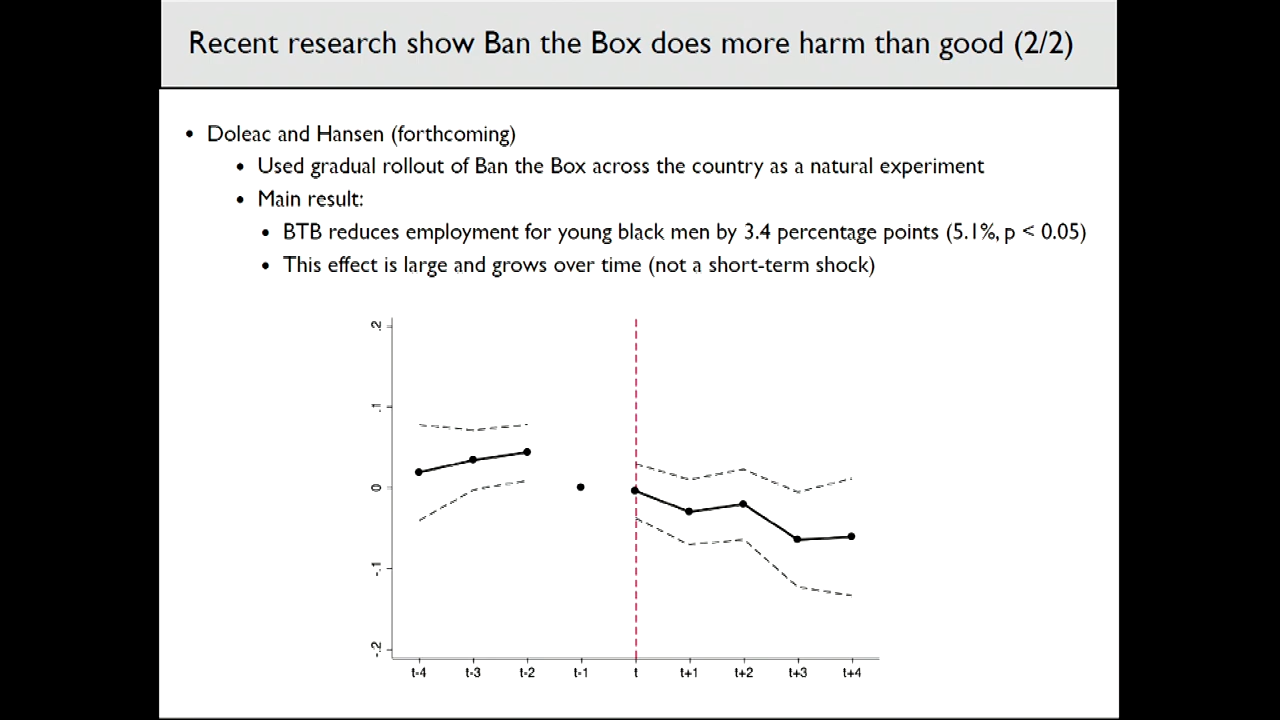 Recent research show Ban the Box does more harm than good (2/2)
• Doleac and Hansen (forthcoming)
• Used gradual rollout of Ban the Box across the country as a natural experiment
• Main result:
• BTB reduces employment for young black men by 3.4 percentage points (5.1%, p < 0.05)
• This effect is large and grows over time (not a short-term shock)
.2
.1
0
-.1
-.2
t-4 t-3 t-2 t-1 t t+1 t+2 t+3 t+4